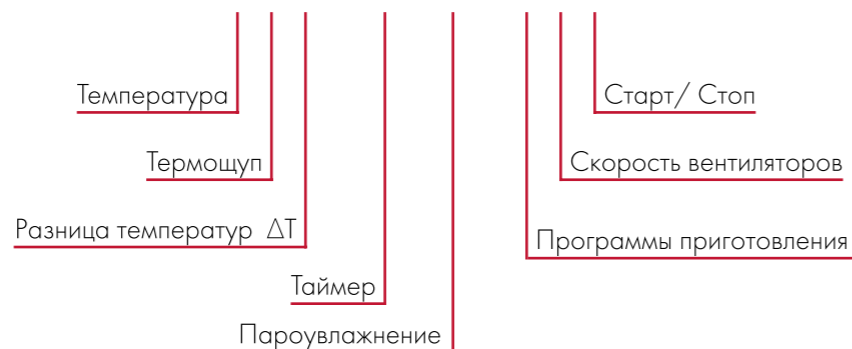 Температура
Старт/ Стоп
Термощуп
Скорость вентиляторов
Разница температур ΔT
Программы приготовления
Таймер
Пароувлажнение